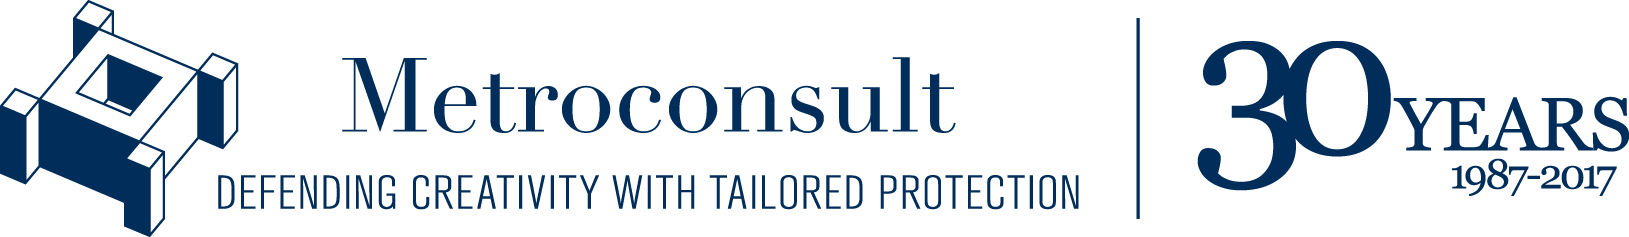 Metroconsult
DEFENDING CREATIVITY WITH TAILORED PROTECTION
30 YEARS
1987-2017